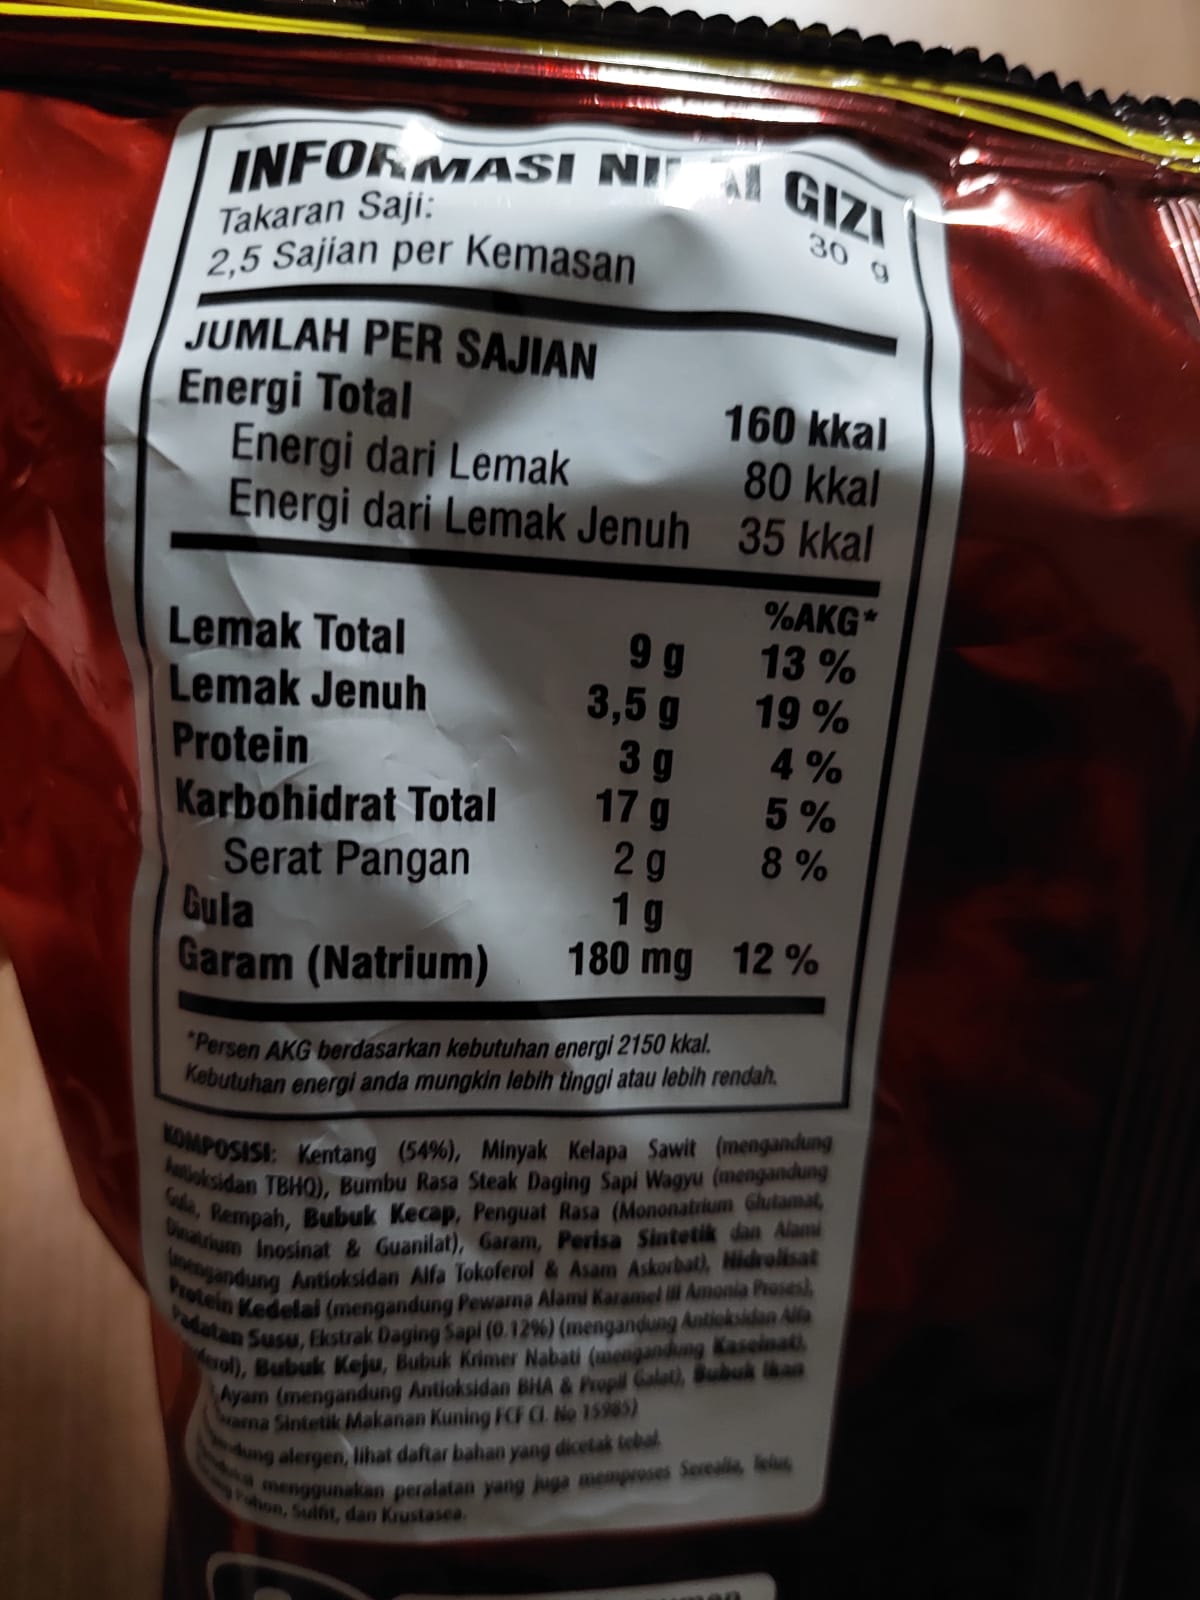 INFORMASI NILAI GIZI
Takaran Saji: 30 g
2,5 Sajian per Kemasan
JUMLAH PER SAJIAN
Energi Total 160 kkal
Energi dari Lemak 80 kkal
Energi dari Lemak Jenuh 35 kkal
%AKG*
Lemak Total 9 g 13 %
Lemak Jenuh 3,5 g 19 %
Protein 3 g 4 %
Karbohidrat Total 17 g 5 %
Serat Pangan 2 g 8 %
Gula 1 g
Garam (Natrium) 180 mg 12 %
*Persen AKG berdasarkan kebutuhan energi 2150 kkal.
Kebutuhan energi anda mungkin lebih tinggi atau lebih rendah.
KOMPOSISI: Kentang (54%), Minyak Kelapa Sawit (mengandung
Antioksidan TBHQ), Bumbu Rasa Steak Daging Sapi Wagyu (mengandung
Gula, Rempah, Bubuk Kecap, Penguat Rasa (Mononatrium Glutamat,
Dinatrium Inosinat & Guanilat), Garam, Perisa Sintetik dan Alami
(mengandung Antioksidan Alfa Tokoferol & Asam Askorbat), Hidrolisat
Protein Kedelai (mengandung Pewarna Alami Karamel III Amonia Proses),
Padatan Susu, Ekstrak Daging Sapi (0.12%) (mengandung Antioksidan Alfa
Bubuk Keju, Bubuk Krimer Nabati (mengandung Kaseinat),
Ayam (mengandung Antioksidan BHA & Propil Galat), Bubuk Ikan
Sintetik Makanan Kuning FCF CI. No 15985)
alergen, lihat daftar bahan yang dicetak tebal.
menggunakan peralatan yang juga memproses Serealia, Telur,
Pohon, Sulfit, dan Krustasea.